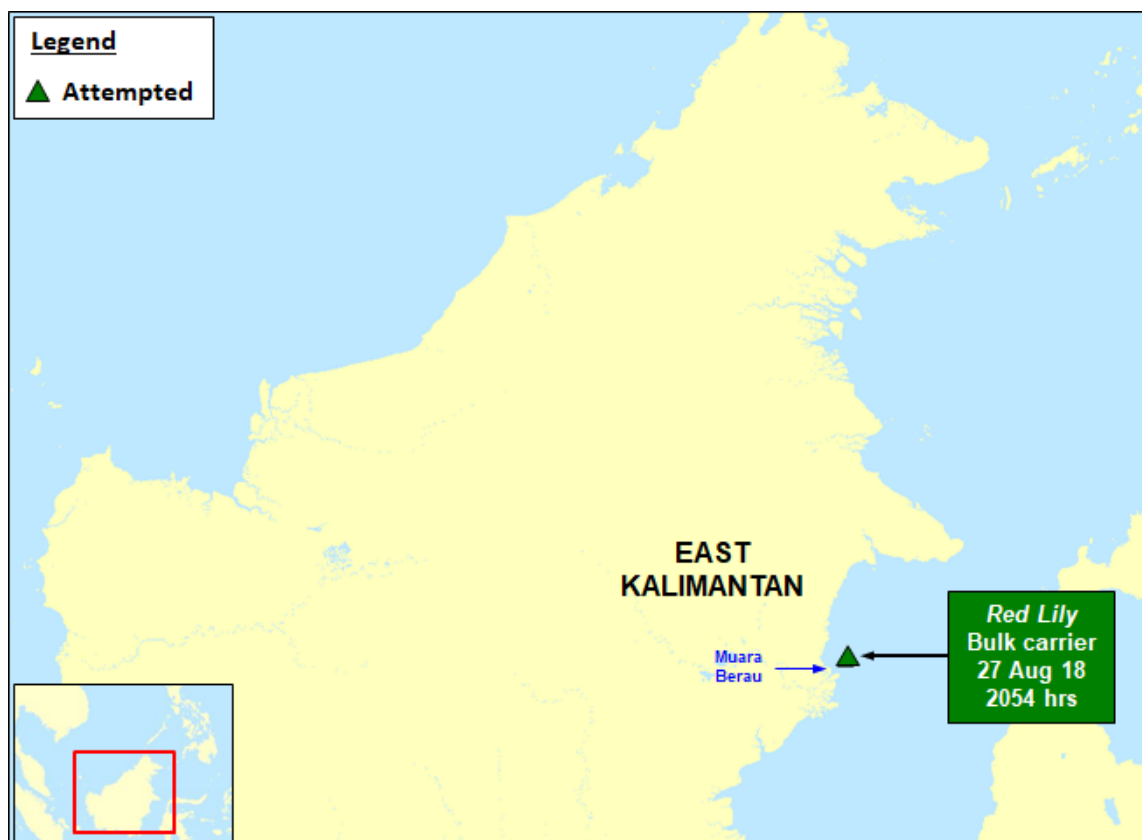 Legend
Attempted
EAST
KALIMANTAN
Muara
Berau
Red Lily
Bulk carrier
27 Aug 18
2054 hrs